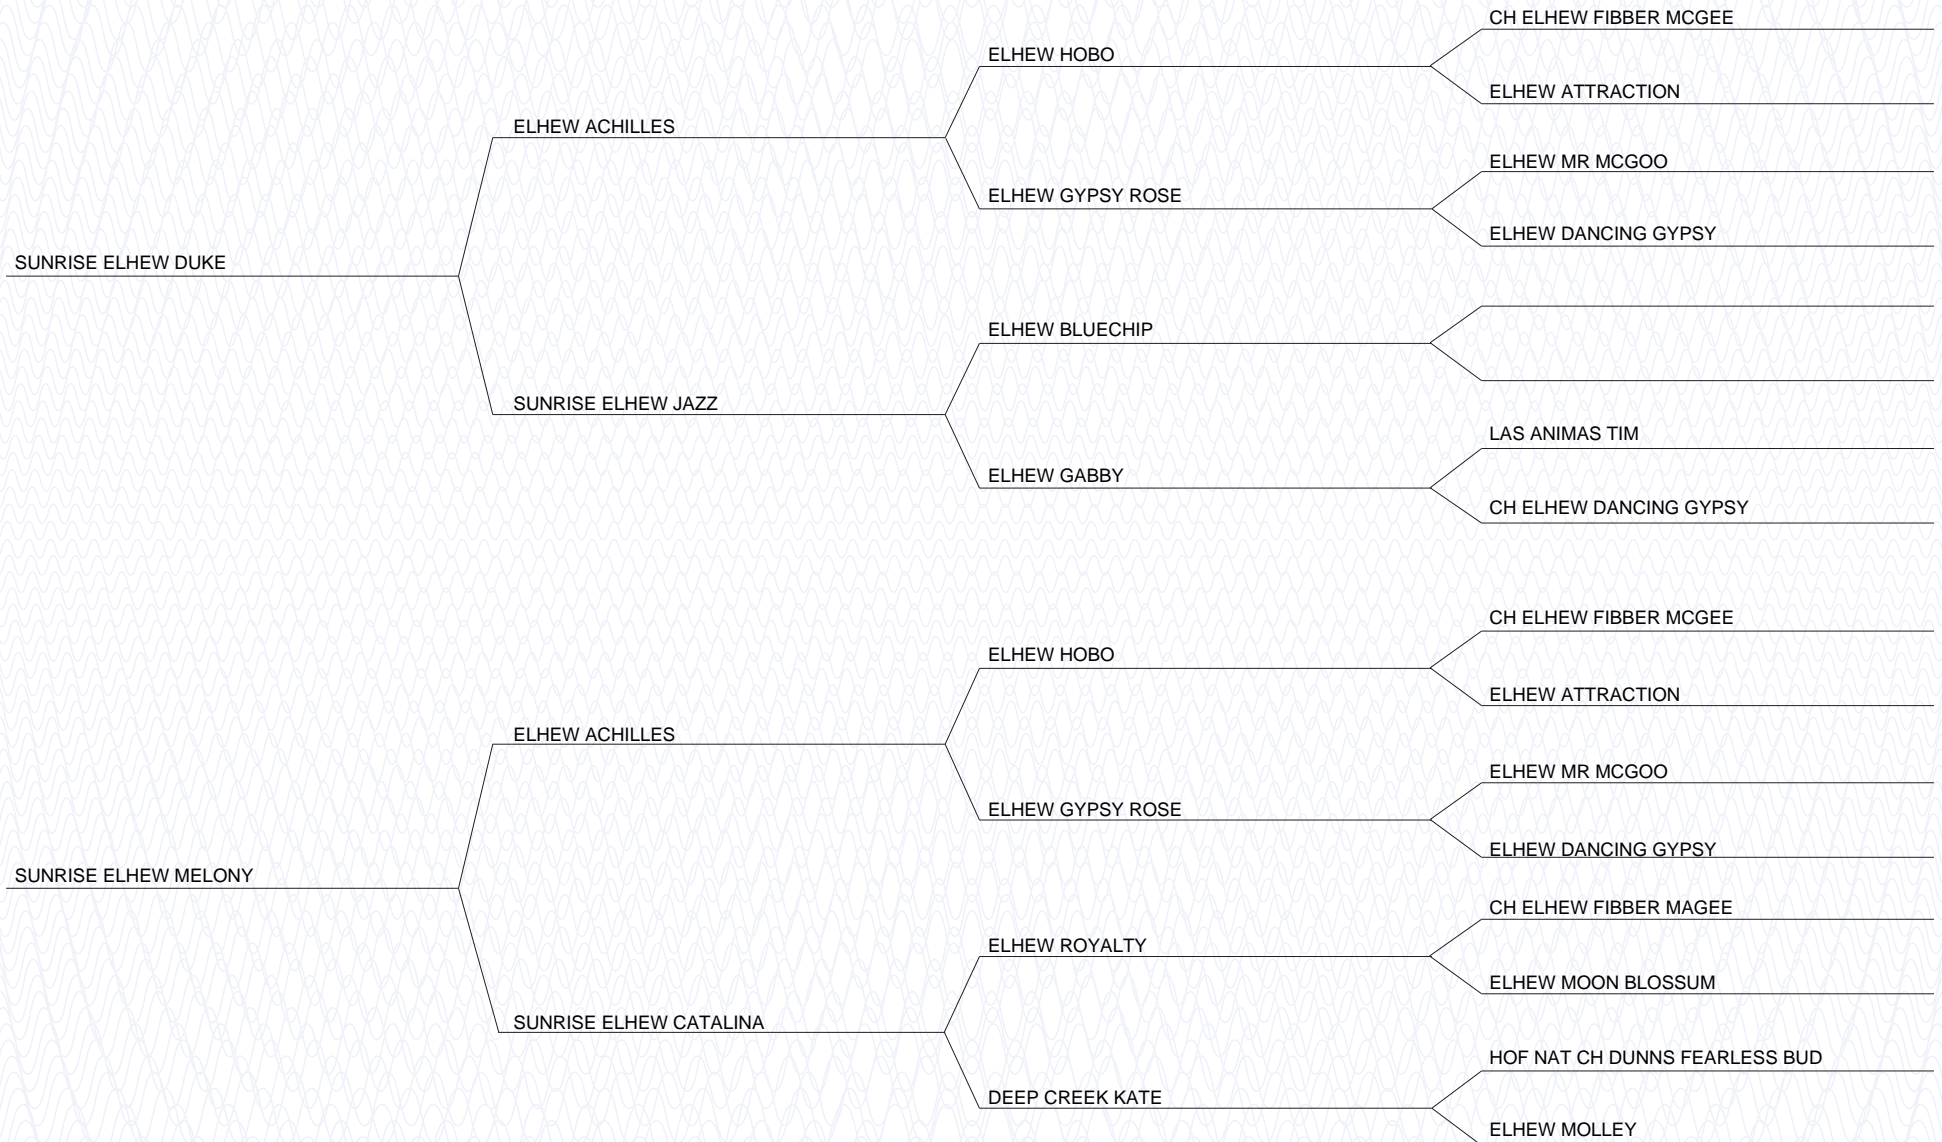 CH ELHEW FIBBER MCGEE
ELHEW HOBO
ELHEW ATTRACTION
ELHEW ACHILLES
ELHEW MR MCGOO
ELHEW GYPSY ROSE
ELHEW DANCING GYPSY
SUNRISE ELHEW DUKE
ELHEW BLUECHIP
SUNRISE ELHEW JAZZ
LAS ANIMAS TIM
ELHEW GABBY
CH ELHEW DANCING GYPSY
CH ELHEW FIBBER MCGEE
ELHEW HOBO
ELHEW ATTRACTION
ELHEW ACHILLES
ELHEW MR MCGOO
ELHEW GYPSY ROSE
ELHEW DANCING GYPSY
SUNRISE ELHEW MELONY
CH ELHEW FIBBER MAGEE
ELHEW ROYALTY
ELHEW MOON BLOSSUM
SUNRISE ELHEW CATALINA
HOF NAT CH DUNNS FEARLESS BUD
DEEP CREEK KATE
ELHEW MOLLEY